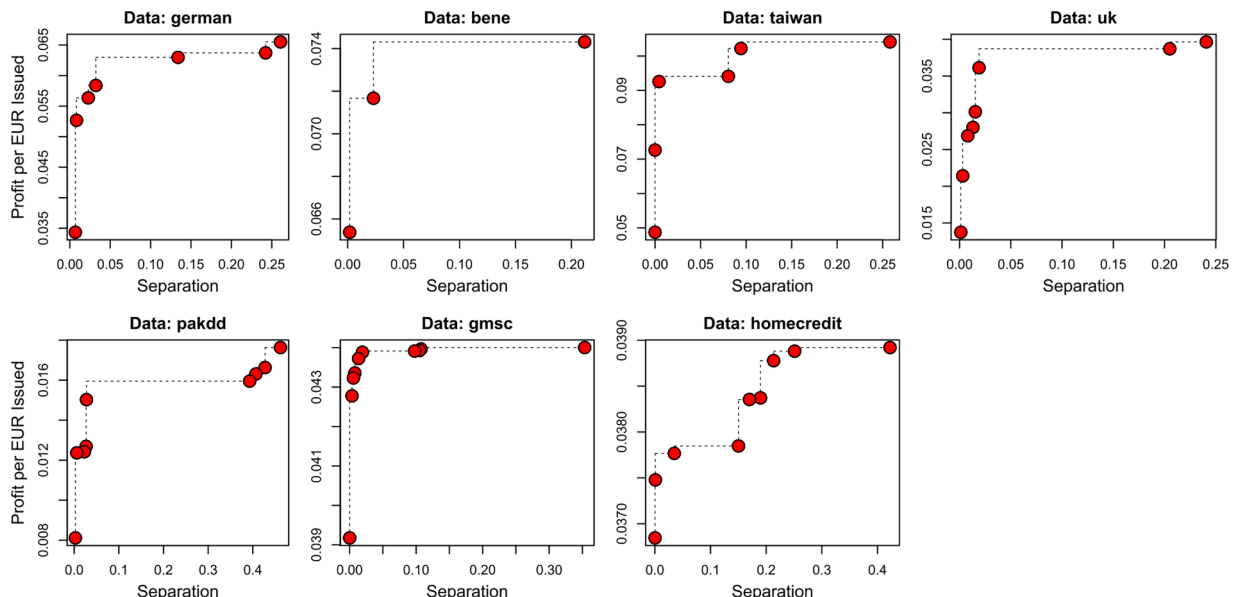 Data: german
Data: bene
Data: taiwan
Data: uk
Profit per EUR Issued
0.035 0.045 0.055 0.065
0.066 0.070 0.074
0.05 0.07 0.09
0.015 0.025 0.035
0.00 0.05 0.10 0.15 0.20 0.25
0.00 0.05 0.10 0.15 0.20
0.00 0.05 0.10 0.15 0.20 0.25
0.00 0.05 0.10 0.15 0.20 0.25
Separation
Separation
Separation
Separation
Data: pakdd
Data: gmsc
Data: homecredit
Profit per EUR Issued
0.008 0.012 0.016
0.039 0.041 0.043
0.0370 0.0380 0.0390
0.0 0.1 0.2 0.3 0.4
0.00 0.10 0.20 0.30
0.0 0.1 0.2 0.3 0.4
Separation
Separation
Separation